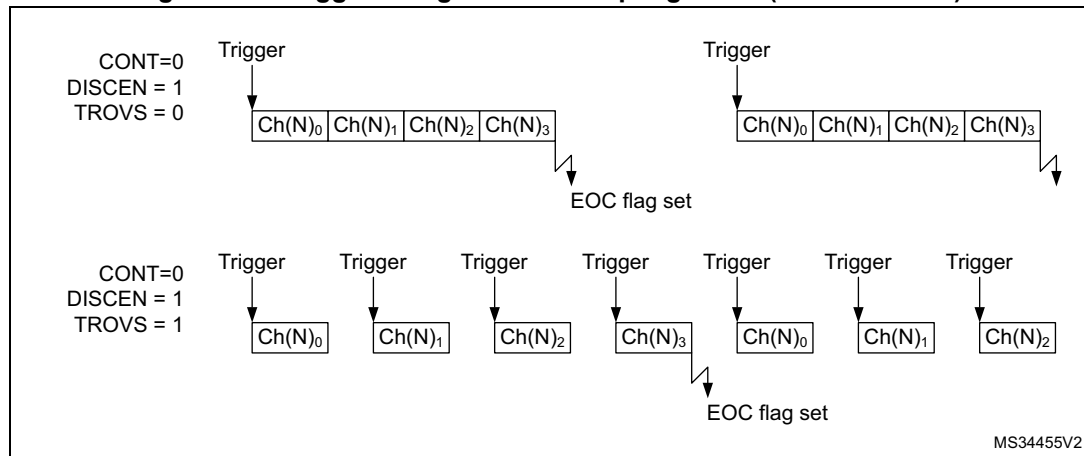 CONT=0
DISCEN = 1
TROVS = 0
Trigger Trigger
Ch(N)₀ Ch(N)₁ Ch(N)₂ Ch(N)₃ Ch(N)₀ Ch(N)₁ Ch(N)₂ Ch(N)₃
EOC flag set
CONT=0
DISCEN = 1
TROVS = 1
Trigger Trigger Trigger Trigger Trigger Trigger Trigger
Ch(N)₀ Ch(N)₁ Ch(N)₂ Ch(N)₃ Ch(N)₀ Ch(N)₁ Ch(N)₂
EOC flag set
MS34455V2